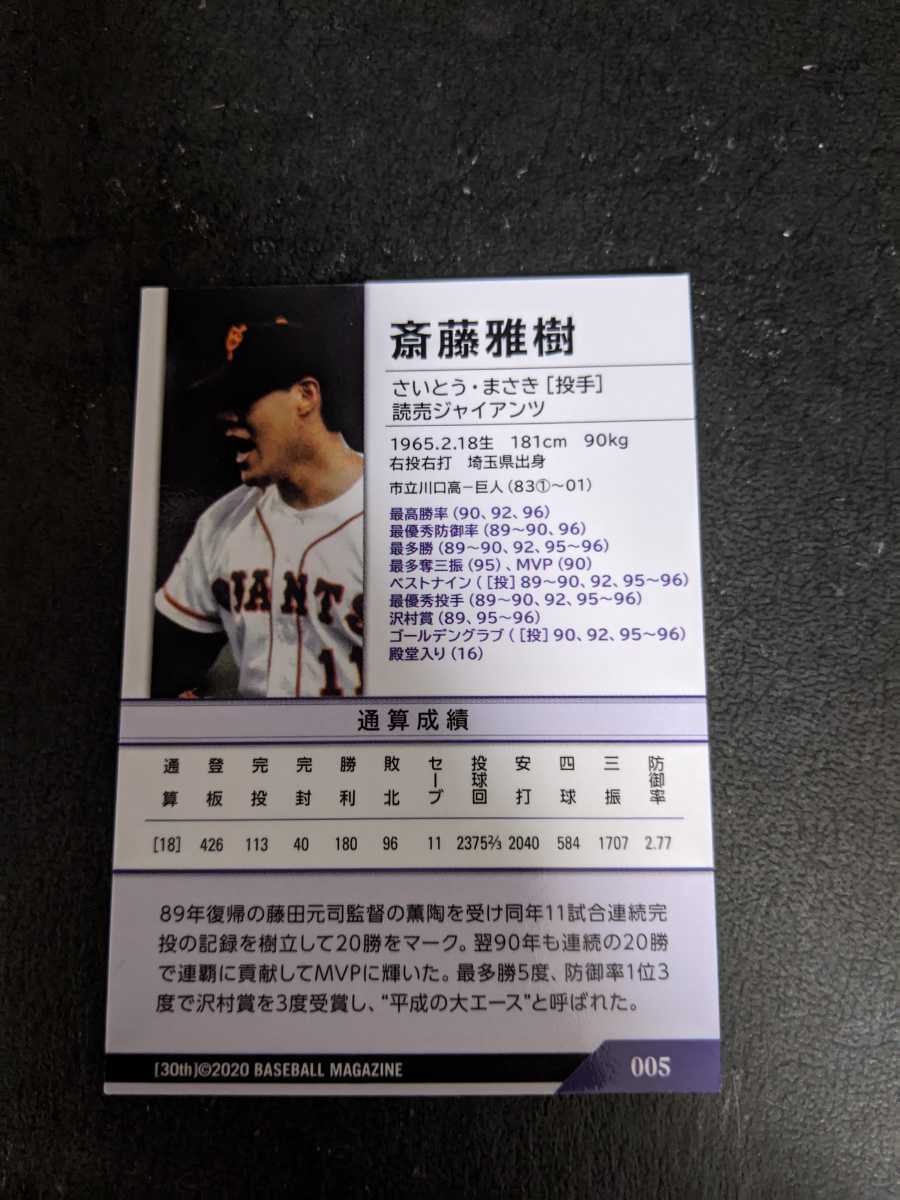 斎藤雅樹
さいとう・まさき[投手]
読売ジャイアンツ
1965.2.18生 181cm 90kg
右投右打 埼玉県出身
市立川口高－巨人(83①～01)
最高勝率(90、92、96)
最優秀防御率(89～90、96)
最多勝(89～90、92、95～96)
最多奪三振(95)、MVP(90)
ベストナイン([投]89～90、92、95～96)
最優秀投手(89～90、92、95～96)
沢村賞(89、95～96)
ゴールデングラブ([投]90、92、95～96)
殿堂入り(16)
GIANTS
11
通算成績
通算 登板 完投 完封 勝利 敗北 セーブ 投球回 安打 四球 三振 防御率
[18] 426 113 40 180 96 11 2375⅔ 2040 584 1707 2.77
89年復帰の藤田元司監督の薫陶を受け同年11試合連続完
投の記録を樹立して20勝をマーク。翌90年も連続の20勝
で連覇に貢献してMVPに輝いた。最多勝5度、防御率1位3
度で沢村賞を3度受賞し、“平成の大エース”と呼ばれた。
[30th]©2020 BASEBALL MAGAZINE
005